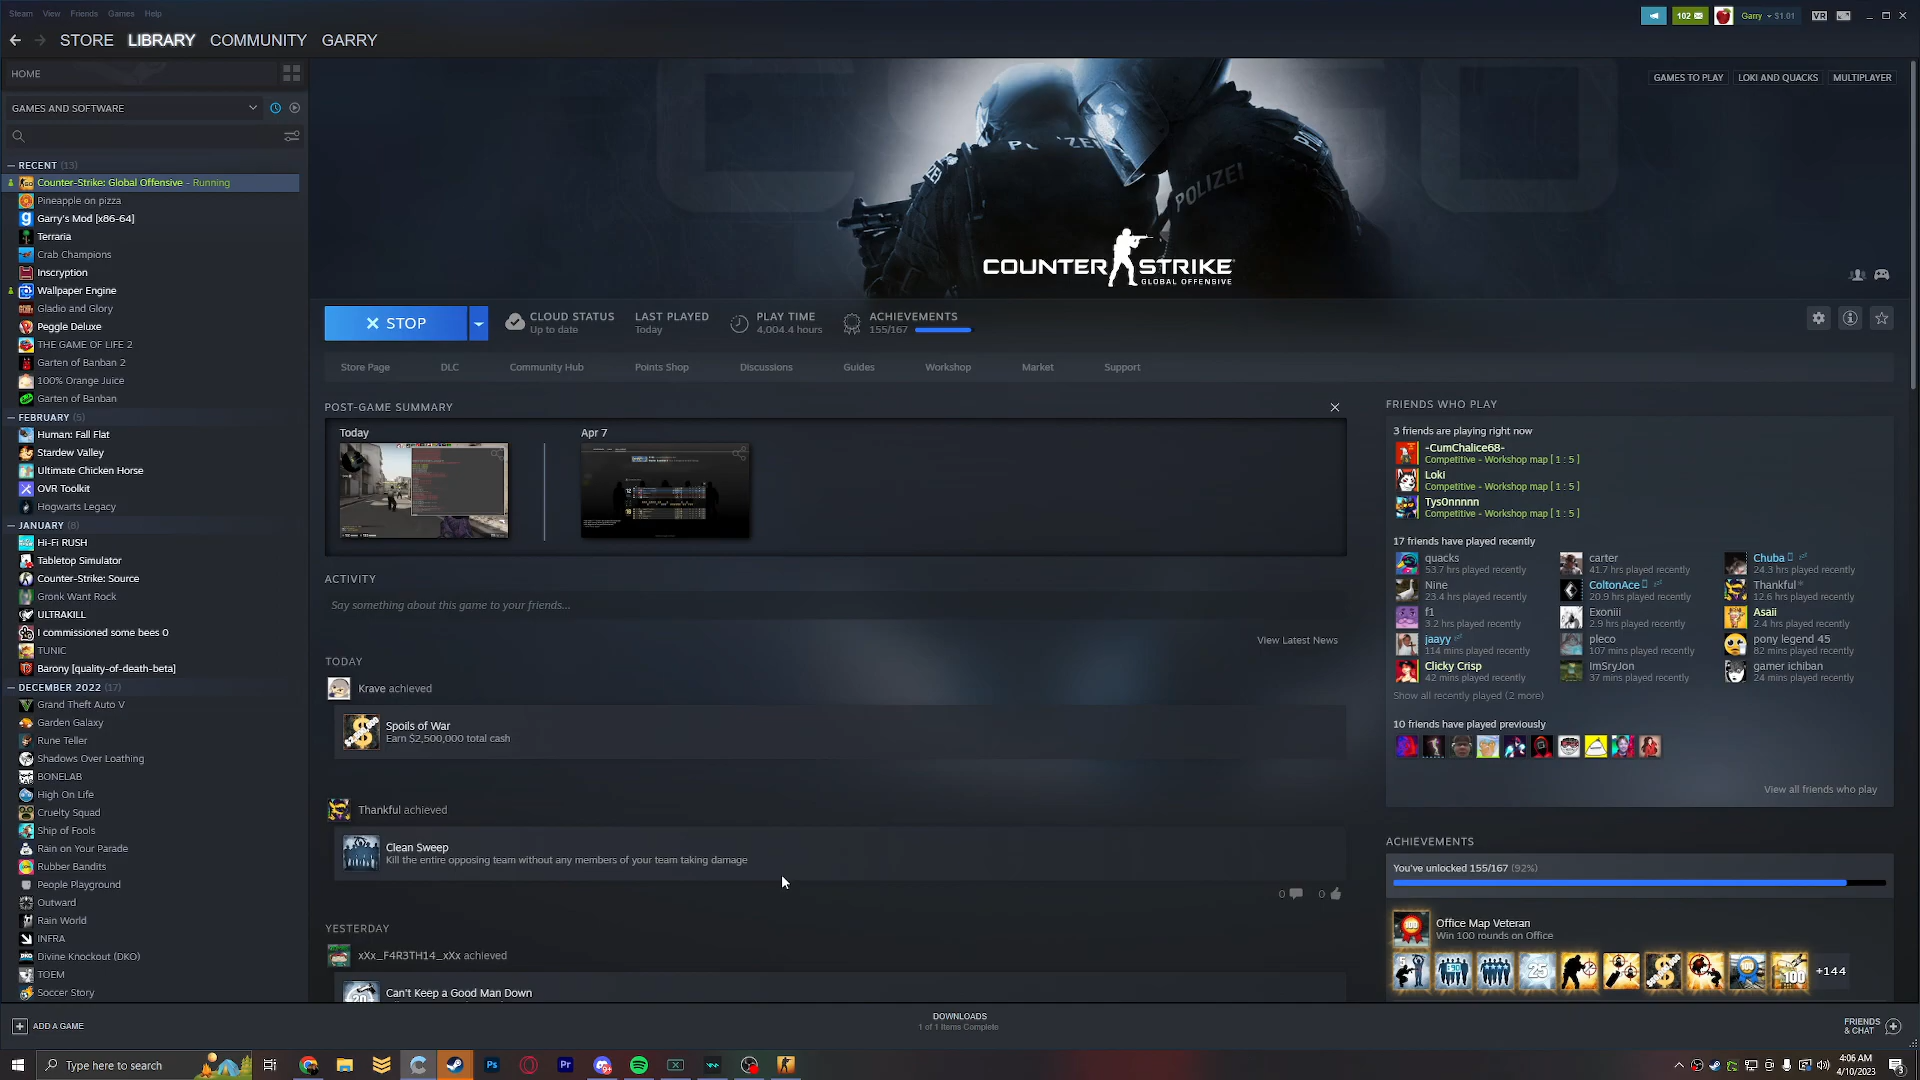 Steam View Friends Games Help
102
Garry
$1.01
VR
STORE LIBRARY COMMUNITY GARRY
HOME
GAMES AND SOFTWARE
RECENT (13)
Counter-Strike: Global Offensive - Running
Pineapple on pizza
Garry's Mod [x86-64]
Terraria
Crab Champions
Inscryption
Wallpaper Engine
Gladio and Glory
Peggle Deluxe
THE GAME OF LIFE 2
Garten of Banban 2
100% Orange Juice
Garten of Banban
FEBRUARY (5)
Human: Fall Flat
Stardew Valley
Ultimate Chicken Horse
OVR Toolkit
Hogwarts Legacy
JANUARY (8)
Hi-Fi RUSH
Tabletop Simulator
Counter-Strike: Source
Gronk Want Rock
ULTRAKILL
I commissioned some bees 0
TUNIC
Barony [quality-of-death-beta]
DECEMBER 2022 (17)
Grand Theft Auto V
Garden Galaxy
Rune Teller
Shadows Over Loathing
BONELAB
High On Life
Cruelty Squad
Ship of Fools
Rain on Your Parade
Rubber Bandits
People Playground
Outward
Rain World
INFRA
Divine Knockout (DKO)
TOEM
Soccer Story
ADD A GAME
GAMES TO PLAY LOKI AND QUACKS MULTIPLAYER
POLIZEI
POLIZEI
COUNTER STRIKE
GLOBAL OFFENSIVE
STOP
CLOUD STATUS
Up to date
LAST PLAYED
Today
PLAY TIME
4,004.4 hours
ACHIEVEMENTS
155/167
Store Page DLC Community Hub Points Shop Discussions Guides Workshop Market Support
POST-GAME SUMMARY
Today
Apr 7
ACTIVITY
Say something about this game to your friends...
View Latest News
TODAY
Krave achieved
Spoils of War
Earn $2,500,000 total cash
Thankful achieved
Clean Sweep
Kill the entire opposing team without any members of your team taking damage
0 0
YESTERDAY
xXx_F4R3TH14_xXx achieved
Can't Keep a Good Man Down
FRIENDS WHO PLAY
3 friends are playing right now
-CumChalice68-
Competitive - Workshop map [ 1 : 5 ]
Loki
Competitive - Workshop map [ 1 : 5 ]
Tys0nnnnn
Competitive - Workshop map [ 1 : 5 ]
17 friends have played recently
quacks
53.7 hrs played recently
carter
41.7 hrs played recently
Chuba
24.3 hrs played recently
Nine
23.4 hrs played recently
ColtonAce
20.9 hrs played recently
Thankful*
12.6 hrs played recently
f1
3.2 hrs played recently
Exoniii
2.9 hrs played recently
Asaii
2.4 hrs played recently
jaayy
114 mins played recently
pleco
107 mins played recently
pony legend 45
82 mins played recently
Clicky Crisp
42 mins played recently
ImSryJon
37 mins played recently
gamer ichiban
24 mins played recently
Show all recently played (2 more)
10 friends have played previously
View all friends who play
ACHIEVEMENTS
You've unlocked 155/167 (92%)
Office Map Veteran
Win 100 rounds on Office
+144
DOWNLOADS
1 of 1 Items Complete
FRIENDS
& CHAT
Type here to search
4:06 AM
4/10/2023